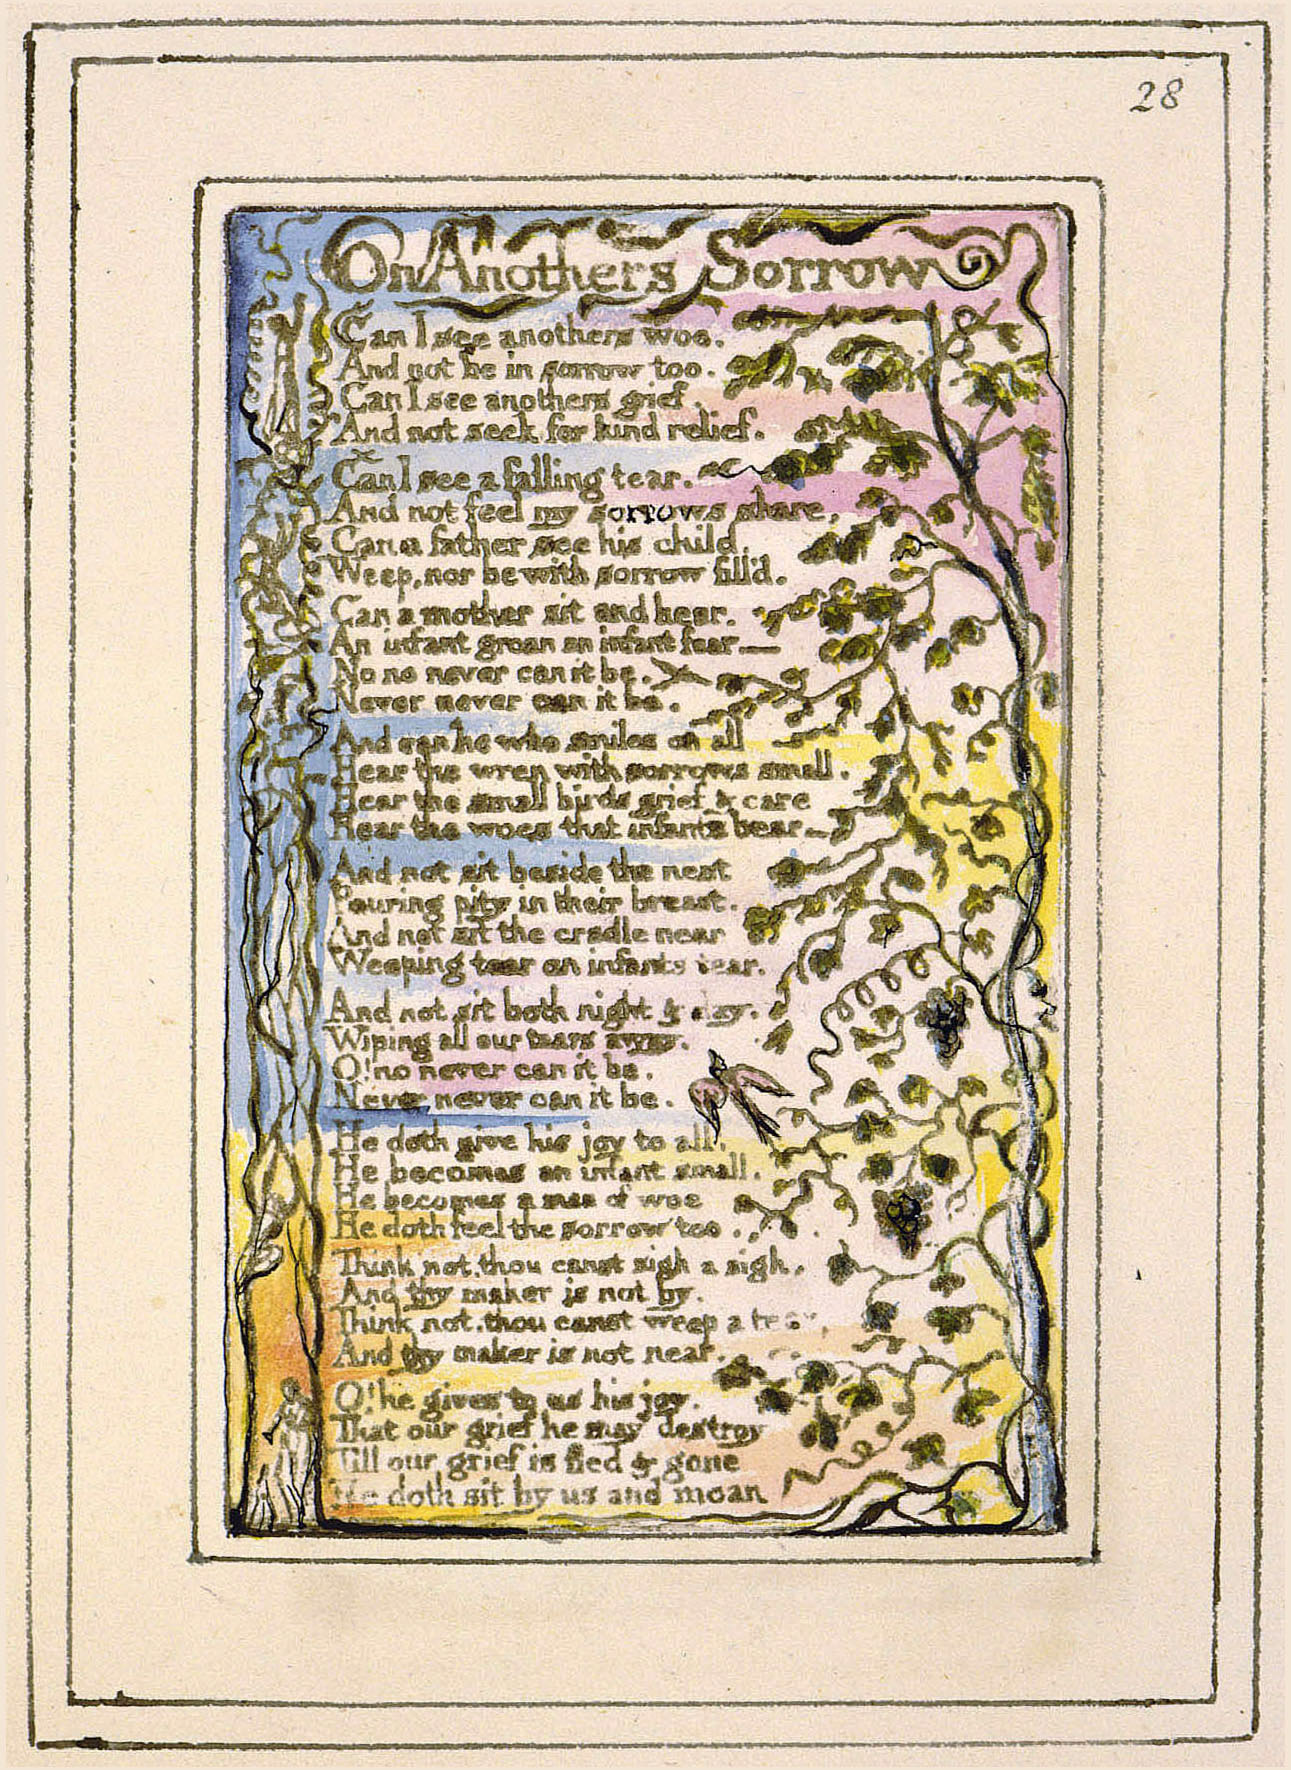 28
On Anothers Sorrow
Can I see anothers woe.
And not be in sorrow too.
Can I see anothers grief.
And not seek for kind relief.
Can I see a falling tear.
And not feel my sorrows share,
Can a father see his child,
Weep, nor be with sorrow fill'd.
Can a mother sit and hear.
An infant groan an infant fear—
No no never can it be.
Never never can it be.
And can he who smiles on all
Hear the wren with sorrows small.
Hear the small birds grief & care
Hear the woes that infants bear—
And not sit beside the nest
Pouring pity in their breast.
And not sit the cradle near
Weeping tear on infants tear.
And not sit both night & day.
Wiping all our tears away.
O! no never can it be.
Never never can it be.
He doth give his joy to all.
He becomes an infant small.
He becomes a man of woe
He doth feel the sorrow too.
Think not, thou canst sigh a sigh.
And thy maker is not by.
Think not, thou canst weep a tear,
And thy maker is not near.
O! he gives to us his joy.
That our grief he may destroy
Till our grief is fled & gone
He doth sit by us and moan